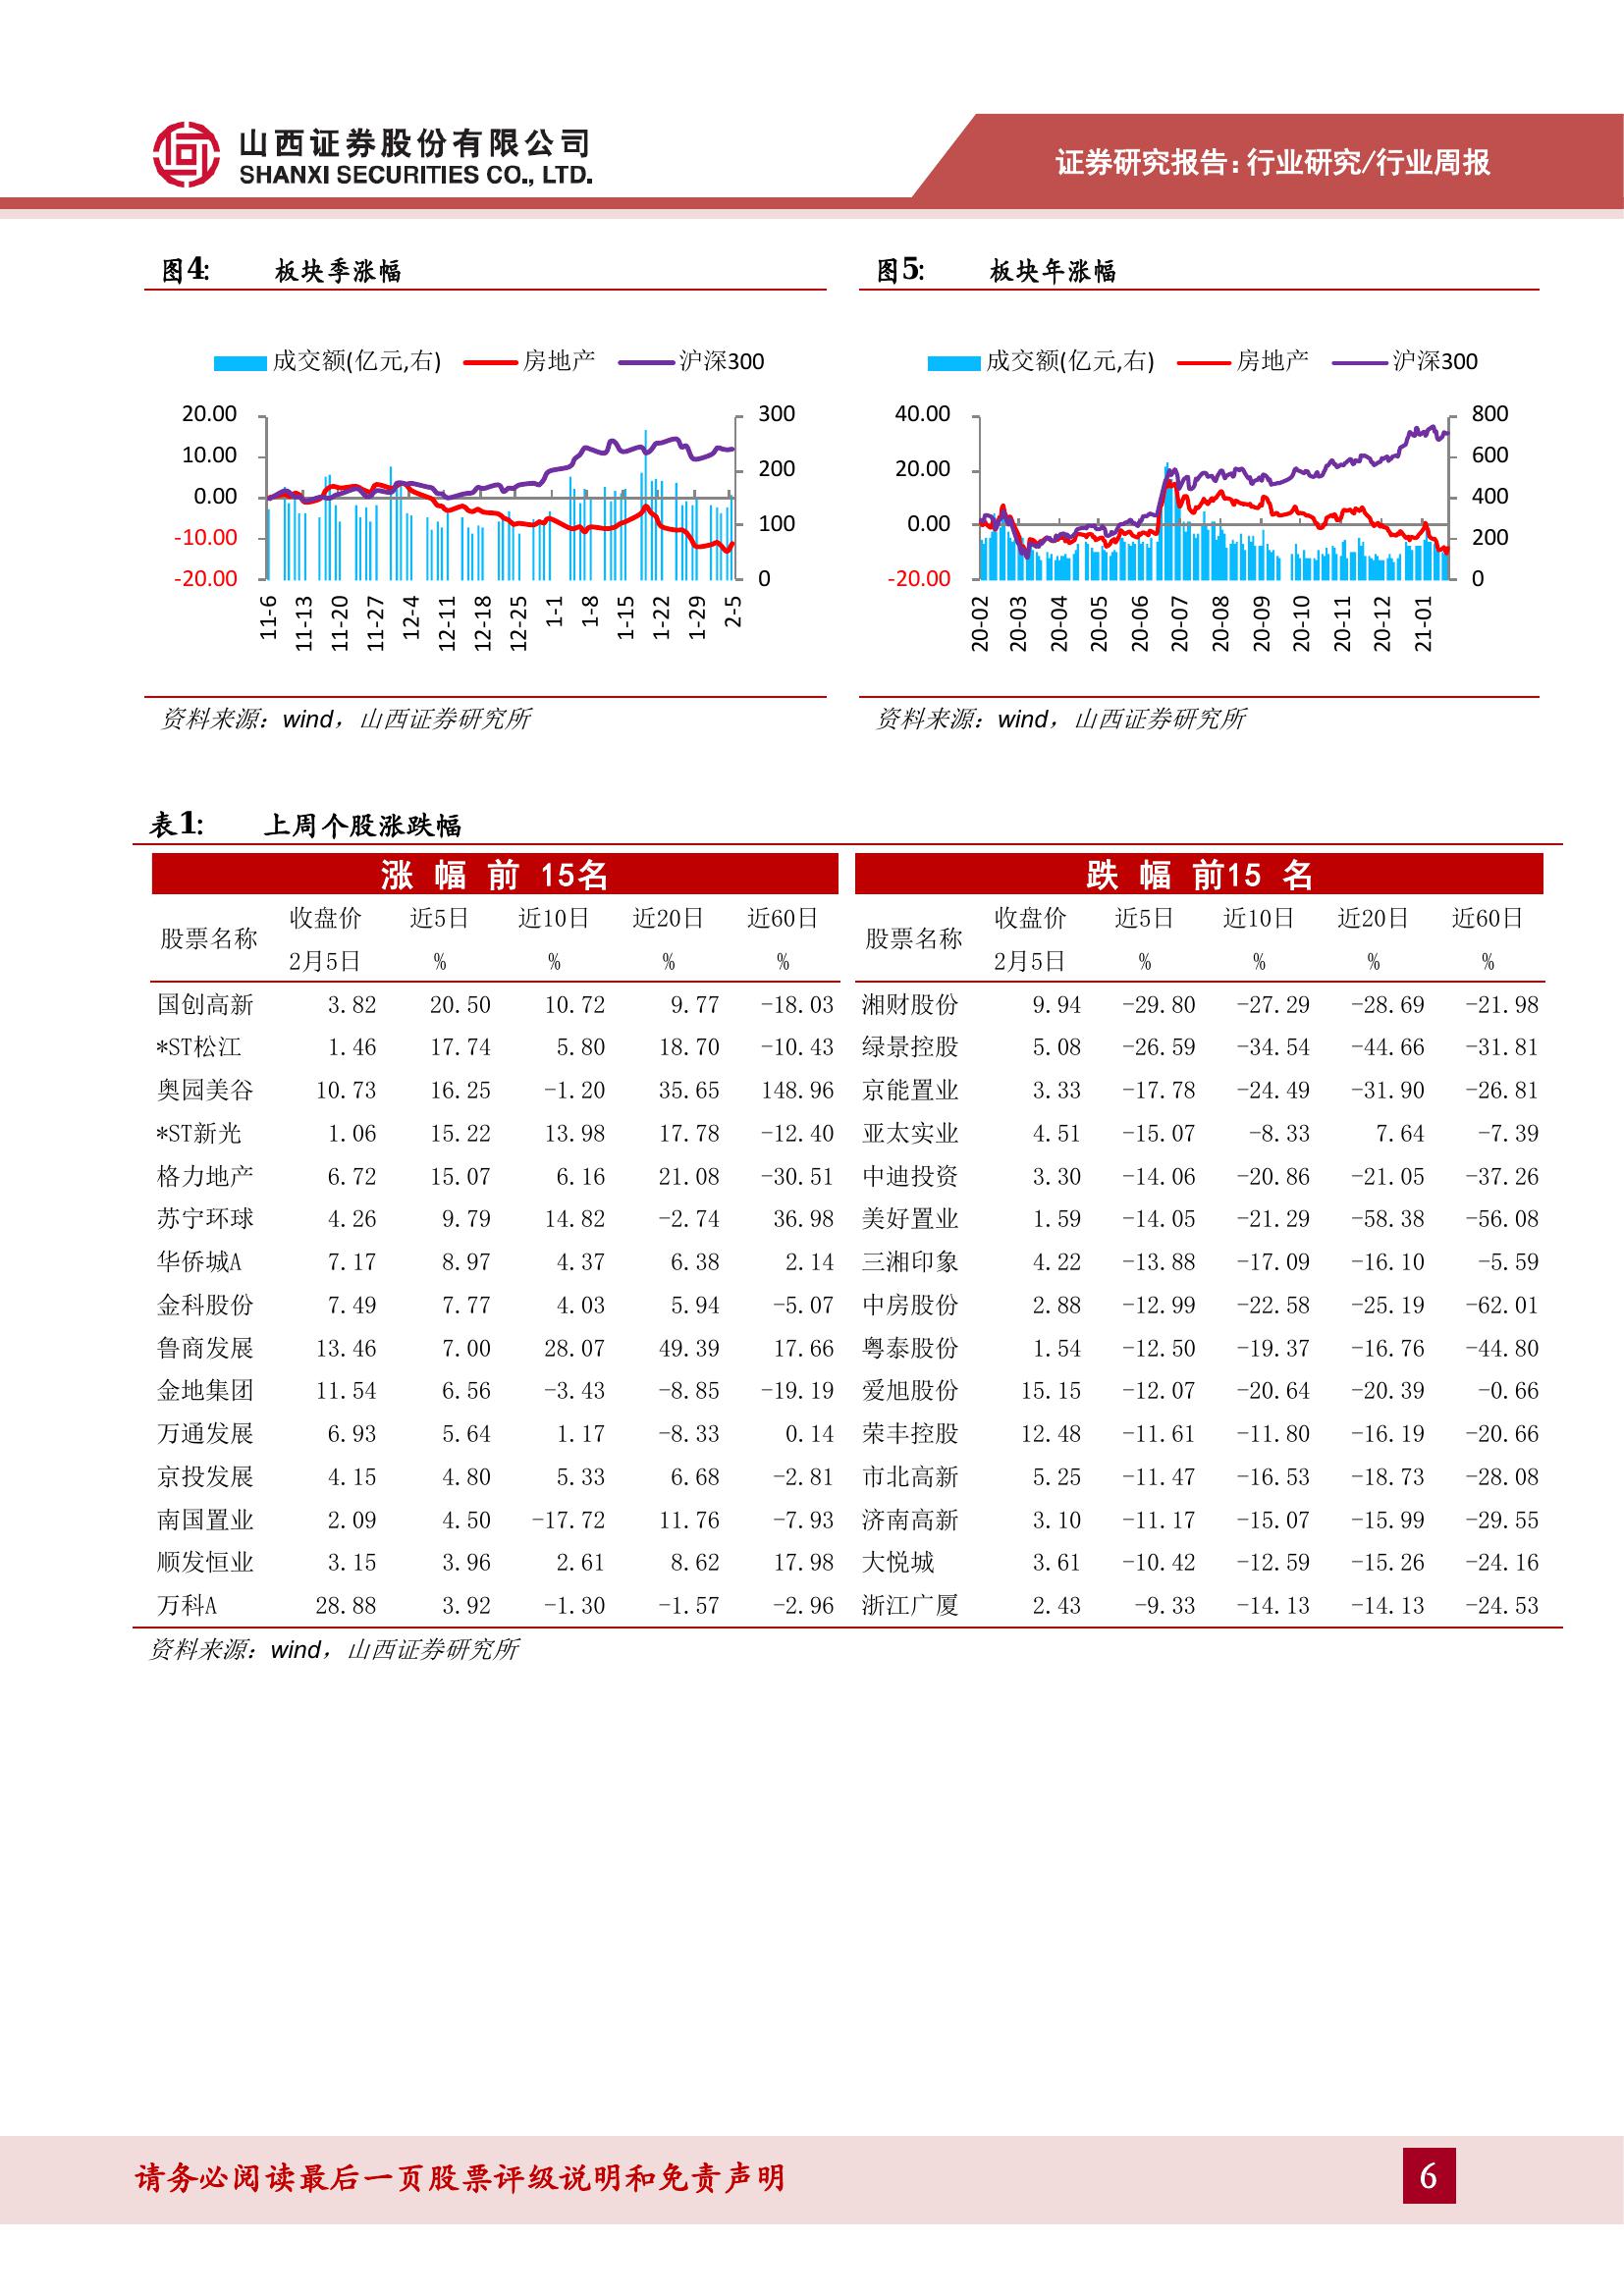 山西证券股份有限公司
SHANXI SECURITIES CO., LTD.
证券研究报告：行业研究/行业周报
图4: 板块季涨幅
成交额(亿元,右) 房地产 沪深300
20.00
10.00
0.00
-10.00
-20.00
300
200
100
0
11-6 11-13 11-20 11-27 12-4 12-11 12-18 12-25 1-1 1-8 1-15 1-22 1-29 2-5
资料来源：wind，山西证券研究所
图5: 板块年涨幅
成交额(亿元,右) 房地产 沪深300
40.00
20.00
0.00
-20.00
800
600
400
200
0
20-02 20-03 20-04 20-05 20-06 20-07 20-08 20-09 20-10 20-11 20-12 21-01
资料来源：wind，山西证券研究所
表1: 上周个股涨跌幅
涨 幅 前 15名 跌 幅 前15 名
股票名称 收盘价 近5日 近10日 近20日 近60日 股票名称 收盘价 近5日 近10日 近20日 近60日
2月5日 % % % % 2月5日 % % % %
国创高新 3.82 20.50 10.72 9.77 -18.03 湘财股份 9.94 -29.80 -27.29 -28.69 -21.98
*ST松江 1.46 17.74 5.80 18.70 -10.43 绿景控股 5.08 -26.59 -34.54 -44.66 -31.81
奥园美谷 10.73 16.25 -1.20 35.65 148.96 京能置业 3.33 -17.78 -24.49 -31.90 -26.81
*ST新光 1.06 15.22 13.98 17.78 -12.40 亚太实业 4.51 -15.07 -8.33 7.64 -7.39
格力地产 6.72 15.07 6.16 21.08 -30.51 中迪投资 3.30 -14.06 -20.86 -21.05 -37.26
苏宁环球 4.26 9.79 14.82 -2.74 36.98 美好置业 1.59 -14.05 -21.29 -58.38 -56.08
华侨城A 7.17 8.97 4.37 6.38 2.14 三湘印象 4.22 -13.88 -17.09 -16.10 -5.59
金科股份 7.49 7.77 4.03 5.94 -5.07 中房股份 2.88 -12.99 -22.58 -25.19 -62.01
鲁商发展 13.46 7.00 28.07 49.39 17.66 粤泰股份 1.54 -12.50 -19.37 -16.76 -44.80
金地集团 11.54 6.56 -3.43 -8.85 -19.19 爱旭股份 15.15 -12.07 -20.64 -20.39 -0.66
万通发展 6.93 5.64 1.17 -8.33 0.14 荣丰控股 12.48 -11.61 -11.80 -16.19 -20.66
京投发展 4.15 4.80 5.33 6.68 -2.81 市北高新 5.25 -11.47 -16.53 -18.73 -28.08
南国置业 2.09 4.50 -17.72 11.76 -7.93 济南高新 3.10 -11.17 -15.07 -15.99 -29.55
顺发恒业 3.15 3.96 2.61 8.62 17.98 大悦城 3.61 -10.42 -12.59 -15.26 -24.16
万科A 28.88 3.92 -1.30 -1.57 -2.96 浙江广厦 2.43 -9.33 -14.13 -14.13 -24.53
资料来源：wind，山西证券研究所
请务必阅读最后一页股票评级说明和免责声明
6